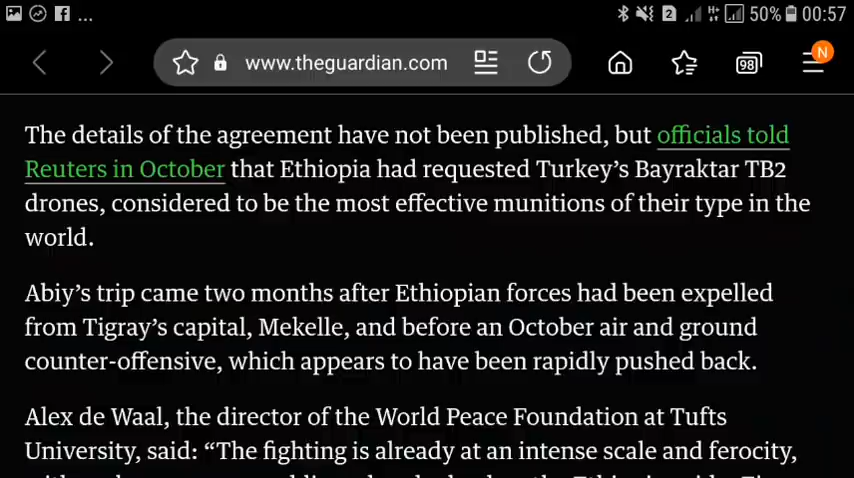 ... 2 H+ 50% 00:57
www.theguardian.com 98 N
The details of the agreement have not been published, but officials told
Reuters in October that Ethiopia had requested Turkey’s Bayraktar TB2
drones, considered to be the most effective munitions of their type in the
world.
Abiy’s trip came two months after Ethiopian forces had been expelled
from Tigray’s capital, Mekelle, and before an October air and ground
counter-offensive, which appears to have been rapidly pushed back.
Alex de Waal, the director of the World Peace Foundation at Tufts
University, said: “The fighting is already at an intense scale and ferocity,